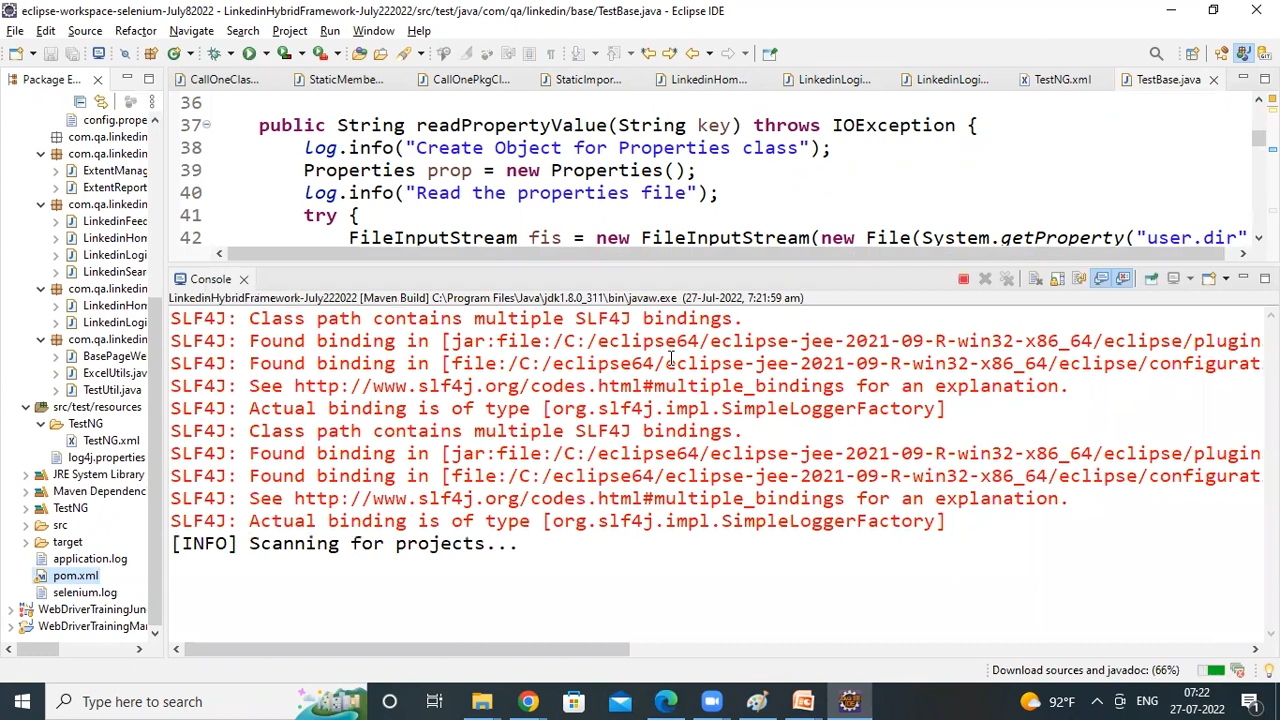 eclipse-workspace-selenium-July82022 - LinkedinHybridFramework-July222022/src/test/java/com/qa/linkedin/base/TestBase.java - Eclipse IDE
File Edit Source Refactor Navigate Search Project Run Window Help
Package E...
CallOneClas... StaticMembe... CallOnePkgCl... StaticImpor... LinkedinHom... LinkedinLogi... LinkedinLogi... TestNG.xml TestBase.java
config.prope
com.qa.linkedin
com.qa.linkedin
ExtentManag
ExtentReport
com.qa.linkedin
LinkedinFeec
LinkedinHom
LinkedinLogi
LinkedinSear
com.qa.linkedin
LinkedinHom
LinkedinLogi
com.qa.linkedin
BasePageWe
ExcelUtils.java
TestUtil.java
src/test/resources
TestNG
TestNG.xml
log4j.properties
JRE System Library
Maven Dependenc
TestNG
src
target
application.log
pom.xml
selenium.log
WebDriverTrainingJun
WebDriverTrainingMa
36
37 public String readPropertyValue(String key) throws IOException {
38 log.info("Create Object for Properties class");
39 Properties prop = new Properties();
40 log.info("Read the properties file");
41 try {
42 FileInputStream fis = new FileInputStream(new File(System.getProperty("user.dir"
Console
LinkedinHybridFramework-July222022 [Maven Build] C:\Program Files\Java\jdk1.8.0_311\bin\javaw.exe (27-Jul-2022, 7:21:59 am)
SLF4J: Class path contains multiple SLF4J bindings.
SLF4J: Found binding in [jar:file:/C:/eclipse64/eclipse-jee-2021-09-R-win32-x86_64/eclipse/plugin
SLF4J: Found binding in [file:/C:/eclipse64/eclipse-jee-2021-09-R-win32-x86_64/eclipse/configurat
SLF4J: See http://www.slf4j.org/codes.html#multiple_bindings for an explanation.
SLF4J: Actual binding is of type [org.slf4j.impl.SimpleLoggerFactory]
SLF4J: Class path contains multiple SLF4J bindings.
SLF4J: Found binding in [jar:file:/C:/eclipse64/eclipse-jee-2021-09-R-win32-x86_64/eclipse/plugin
SLF4J: Found binding in [file:/C:/eclipse64/eclipse-jee-2021-09-R-win32-x86_64/eclipse/configurat
SLF4J: See http://www.slf4j.org/codes.html#multiple_bindings for an explanation.
SLF4J: Actual binding is of type [org.slf4j.impl.SimpleLoggerFactory]
[INFO] Scanning for projects...
Download sources and javadoc: (66%)
Type here to search
92°F ENG 07:22
27-07-2022